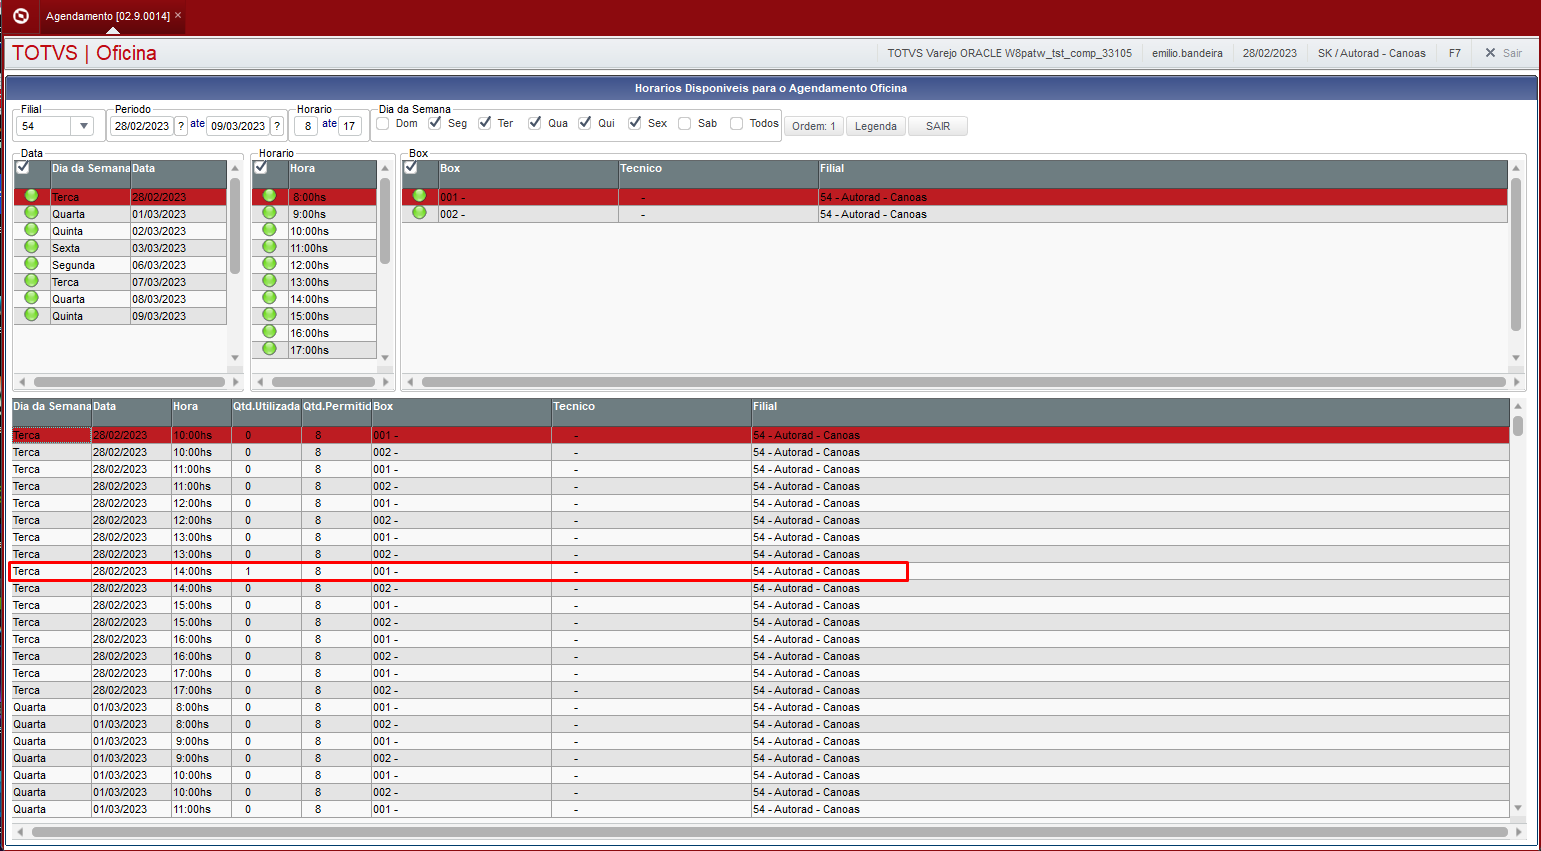 Agendamento [02.9.0014] ×
TOTVS | Oficina
TOTVS Varejo ORACLE W8patw_tst_comp_33105 emilio.bandeira 28/02/2023 SK / Autorad - Canoas F7 Sair
Horarios Disponiveis para o Agendamento Oficina
Filial Periodo Horario Dia da Semana
54 28/02/2023 ? até 09/03/2023 ? 8 até 17 Dom Seg Ter Qua Qui Sex Sab Todos Ordem: 1 Legenda SAIR
Data Horario Box
Dia da Semana Data Hora Box Tecnico Filial
Terca 28/02/2023 8:00hs 001 - - 54 - Autorad - Canoas
Quarta 01/03/2023 9:00hs 002 - - 54 - Autorad - Canoas
Quinta 02/03/2023 10:00hs
Sexta 03/03/2023 11:00hs
Segunda 06/03/2023 12:00hs
Terca 07/03/2023 13:00hs
Quarta 08/03/2023 14:00hs
Quinta 09/03/2023 15:00hs
16:00hs
17:00hs
Dia da Semana Data Hora Qtd.Utilizada Qtd.Permitid Box Tecnico Filial
Terca 28/02/2023 10:00hs 0 8 001 - - 54 - Autorad - Canoas
Terca 28/02/2023 10:00hs 0 8 002 - - 54 - Autorad - Canoas
Terca 28/02/2023 11:00hs 0 8 001 - - 54 - Autorad - Canoas
Terca 28/02/2023 11:00hs 0 8 002 - - 54 - Autorad - Canoas
Terca 28/02/2023 12:00hs 0 8 001 - - 54 - Autorad - Canoas
Terca 28/02/2023 12:00hs 0 8 002 - - 54 - Autorad - Canoas
Terca 28/02/2023 13:00hs 0 8 001 - - 54 - Autorad - Canoas
Terca 28/02/2023 13:00hs 0 8 002 - - 54 - Autorad - Canoas
Terca 28/02/2023 14:00hs 1 8 001 - - 54 - Autorad - Canoas
Terca 28/02/2023 14:00hs 0 8 002 - - 54 - Autorad - Canoas
Terca 28/02/2023 15:00hs 0 8 001 - - 54 - Autorad - Canoas
Terca 28/02/2023 15:00hs 0 8 002 - - 54 - Autorad - Canoas
Terca 28/02/2023 16:00hs 0 8 001 - - 54 - Autorad - Canoas
Terca 28/02/2023 16:00hs 0 8 002 - - 54 - Autorad - Canoas
Terca 28/02/2023 17:00hs 0 8 001 - - 54 - Autorad - Canoas
Terca 28/02/2023 17:00hs 0 8 002 - - 54 - Autorad - Canoas
Quarta 01/03/2023 8:00hs 0 8 001 - - 54 - Autorad - Canoas
Quarta 01/03/2023 8:00hs 0 8 002 - - 54 - Autorad - Canoas
Quarta 01/03/2023 9:00hs 0 8 001 - - 54 - Autorad - Canoas
Quarta 01/03/2023 9:00hs 0 8 002 - - 54 - Autorad - Canoas
Quarta 01/03/2023 10:00hs 0 8 001 - - 54 - Autorad - Canoas
Quarta 01/03/2023 10:00hs 0 8 002 - - 54 - Autorad - Canoas
Quarta 01/03/2023 11:00hs 0 8 001 - - 54 - Autorad - Canoas